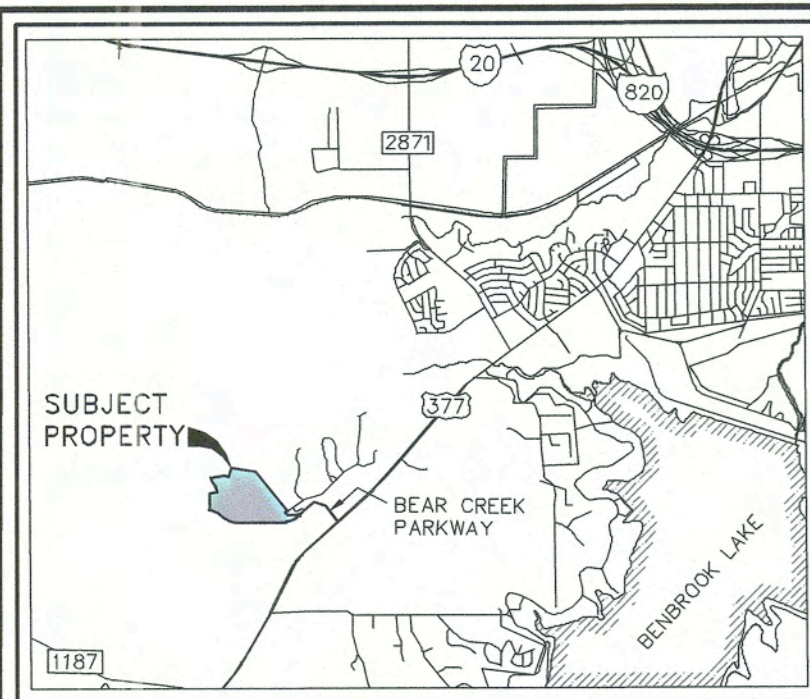 20
820
2871
SUBJECT
PROPERTY
377
BEAR CREEK
PARKWAY
BENBROOK LAKE
1187